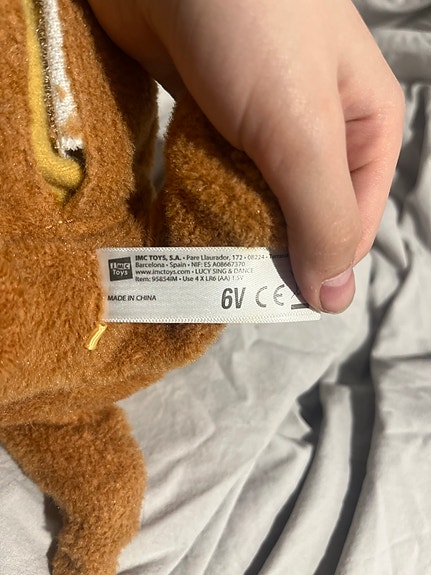 IMC Toys
IMC TOYS, S.A. • Pare Llaurador, 172 • 08224 -
Barcelona • Spain • NIF: ES A08667370
www.imctoys.com • LUCY SING & DANCE
Item: 95854IM • Use 4 X LR6 (AA) 1.5V
MADE IN CHINA
6V CE